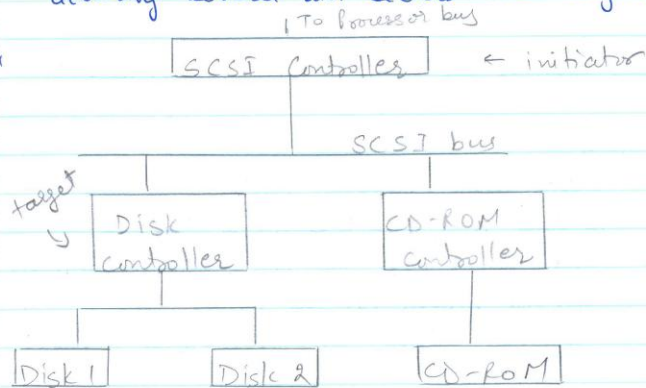 To Processor bus
SCSI Controller ← initiator
SCSI bus
target
Disk
Controller
CD-ROM
Controller
Disk 1
Disk 2
CD-ROM